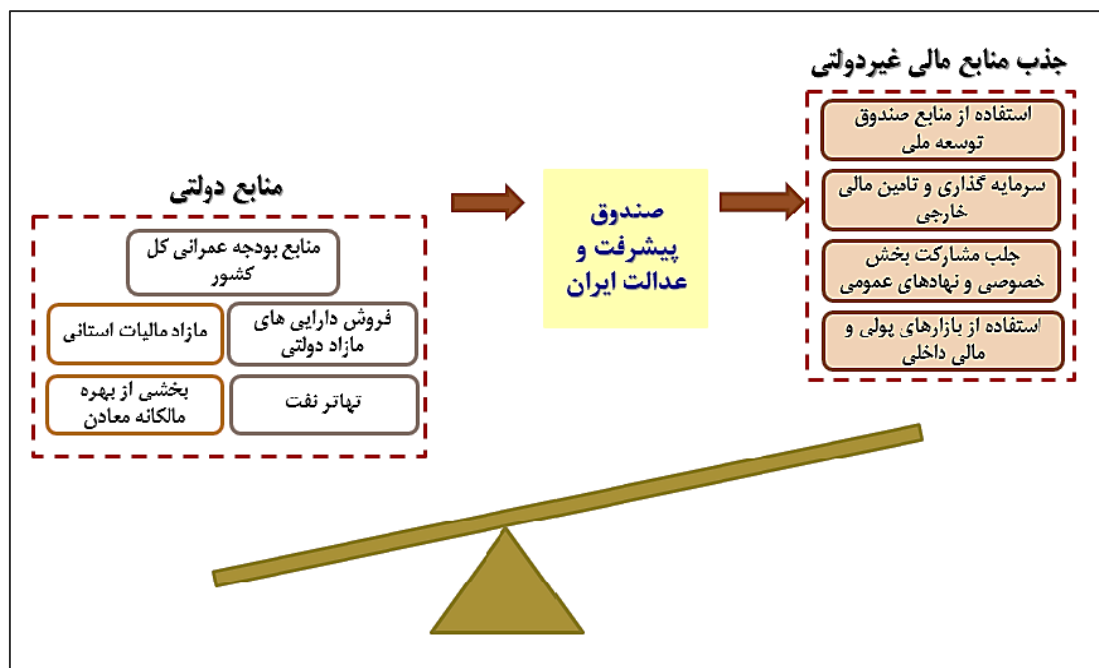 جذب منابع مالی غیردولتی
استفاده از منابع صندوق
توسعه ملی
سرمایه گذاری و تامین مالی
خارجی
جلب مشارکت بخش
خصوصی و نهادهای عمومی
استفاده از بازارهای پولی و
مالی داخلی
صندوق
پیشرفت و
عدالت ایران
منابع دولتی
منابع بودجه عمرانی کل
کشور
فروش دارایی های
مازاد دولتی
مازاد مالیات استانی
تهاتر نفت
بخشی از بهره
مالکانه معادن